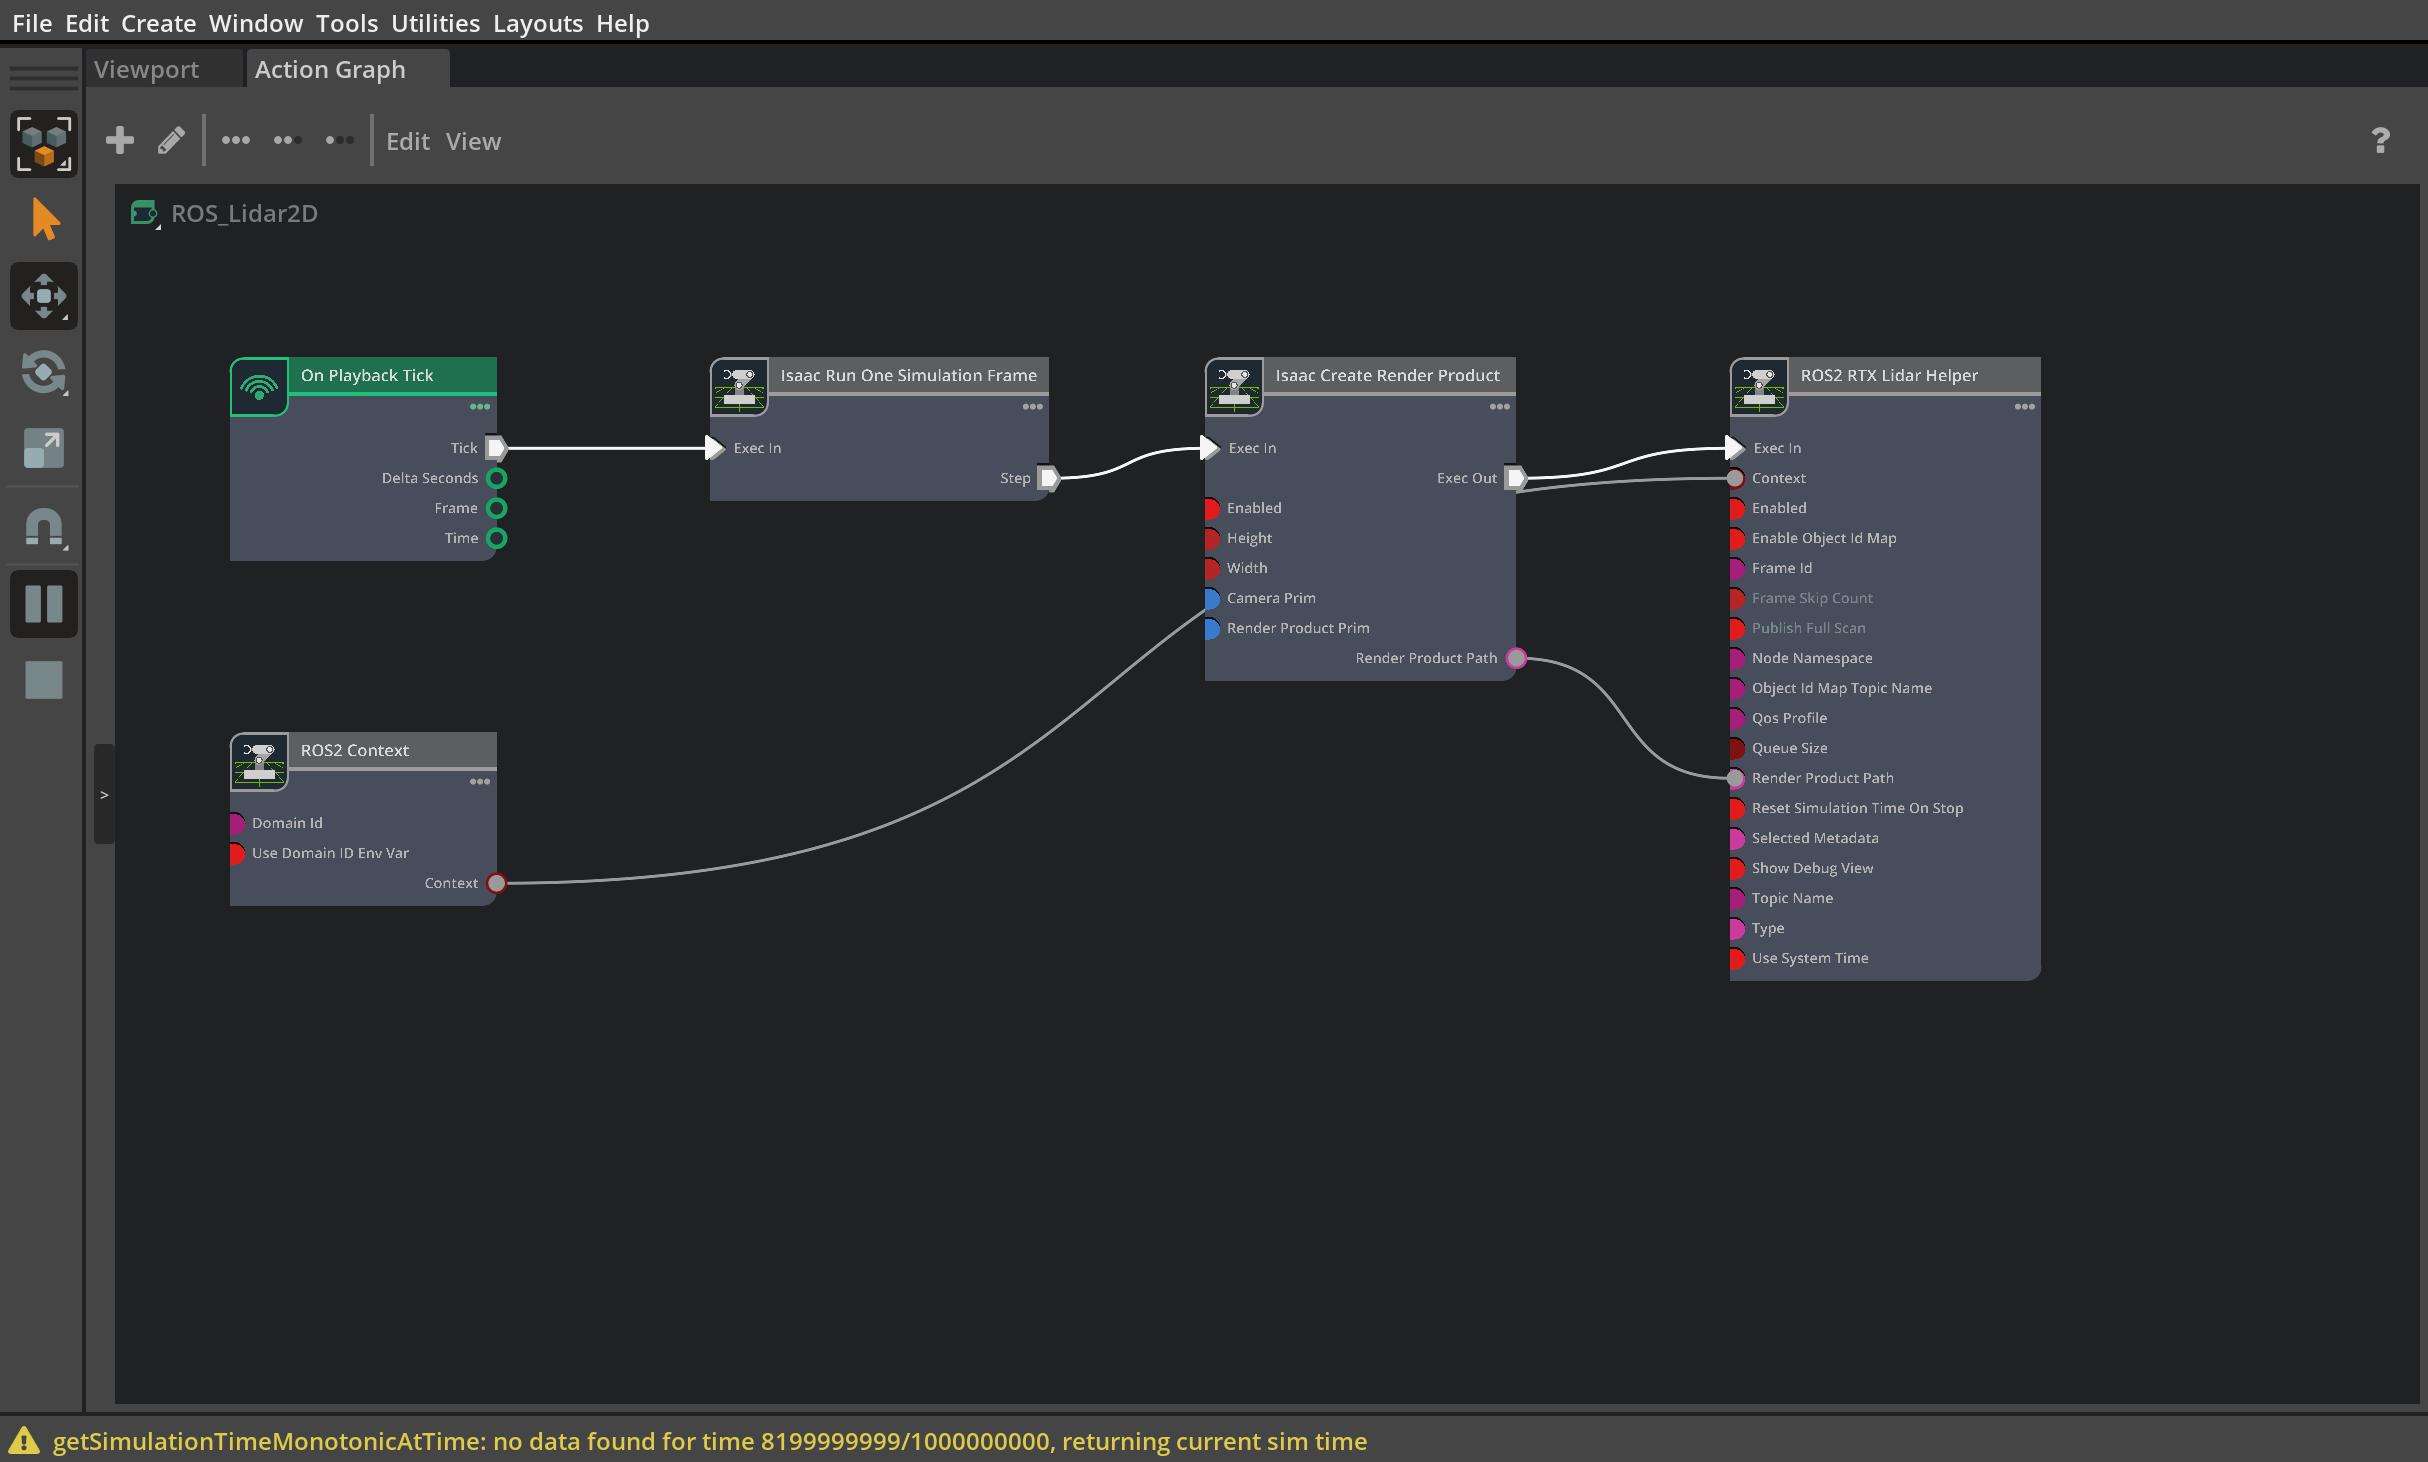 File Edit Create Window Tools Utilities Layouts Help
Viewport Action Graph
Edit View ?
ROS_Lidar2D
On Playback Tick
Tick
Delta Seconds
Frame
Time
Isaac Run One Simulation Frame
Exec In
Step
Isaac Create Render Product
Exec In
Exec Out
Enabled
Height
Width
Camera Prim
Render Product Prim
Render Product Path
ROS2 RTX Lidar Helper
Exec In
Context
Enabled
Enable Object Id Map
Frame Id
Frame Skip Count
Publish Full Scan
Node Namespace
Object Id Map Topic Name
Qos Profile
Queue Size
Render Product Path
Reset Simulation Time On Stop
Selected Metadata
Show Debug View
Topic Name
Type
Use System Time
ROS2 Context
Domain Id
Use Domain ID Env Var
Context
>
getSimulationTimeMonotonicAtTime: no data found for time 8199999999/1000000000, returning current sim time